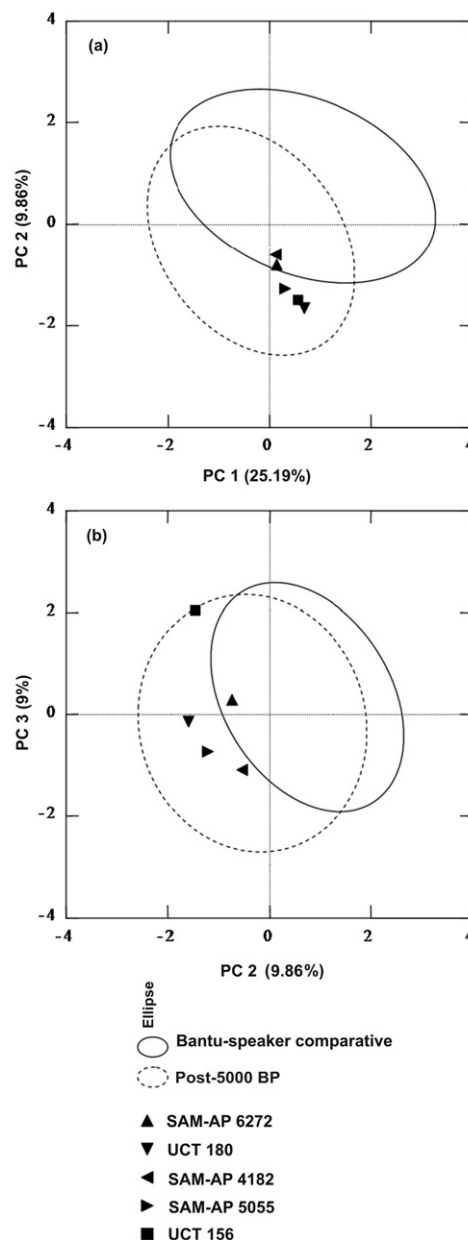 4
(a)
2
PC 2 (9.86%)
0
-2
-4
-4 -2 0 2 4
PC 1 (25.19%)
4
(b)
2
PC 3 (9%)
0
-2
-4
-4 -2 0 2 4
PC 2 (9.86%)
Ellipse
Bantu-speaker comparative
Post-5000 BP
SAM-AP 6272
UCT 180
SAM-AP 4182
SAM-AP 5055
UCT 156